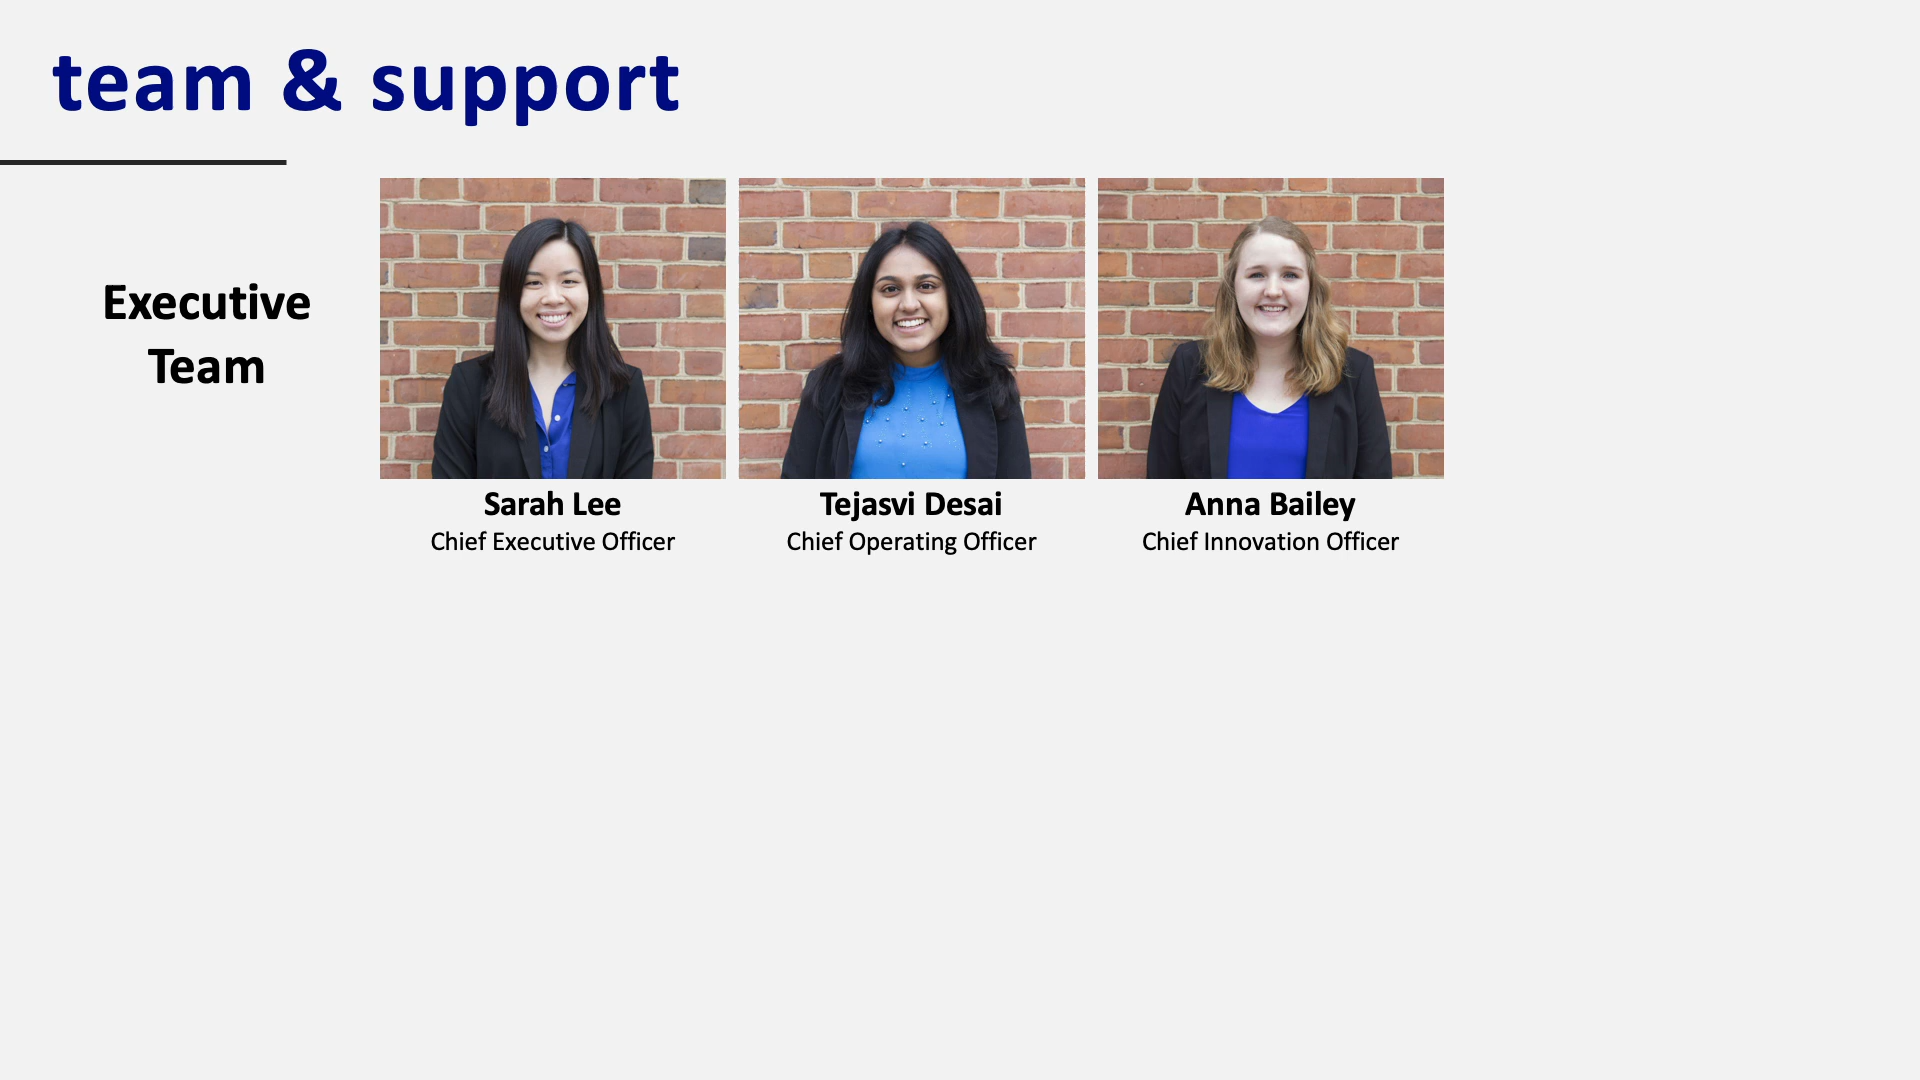 team & support
Executive
Team
Sarah Lee
Chief Executive Officer
Tejasvi Desai
Chief Operating Officer
Anna Bailey
Chief Innovation Officer